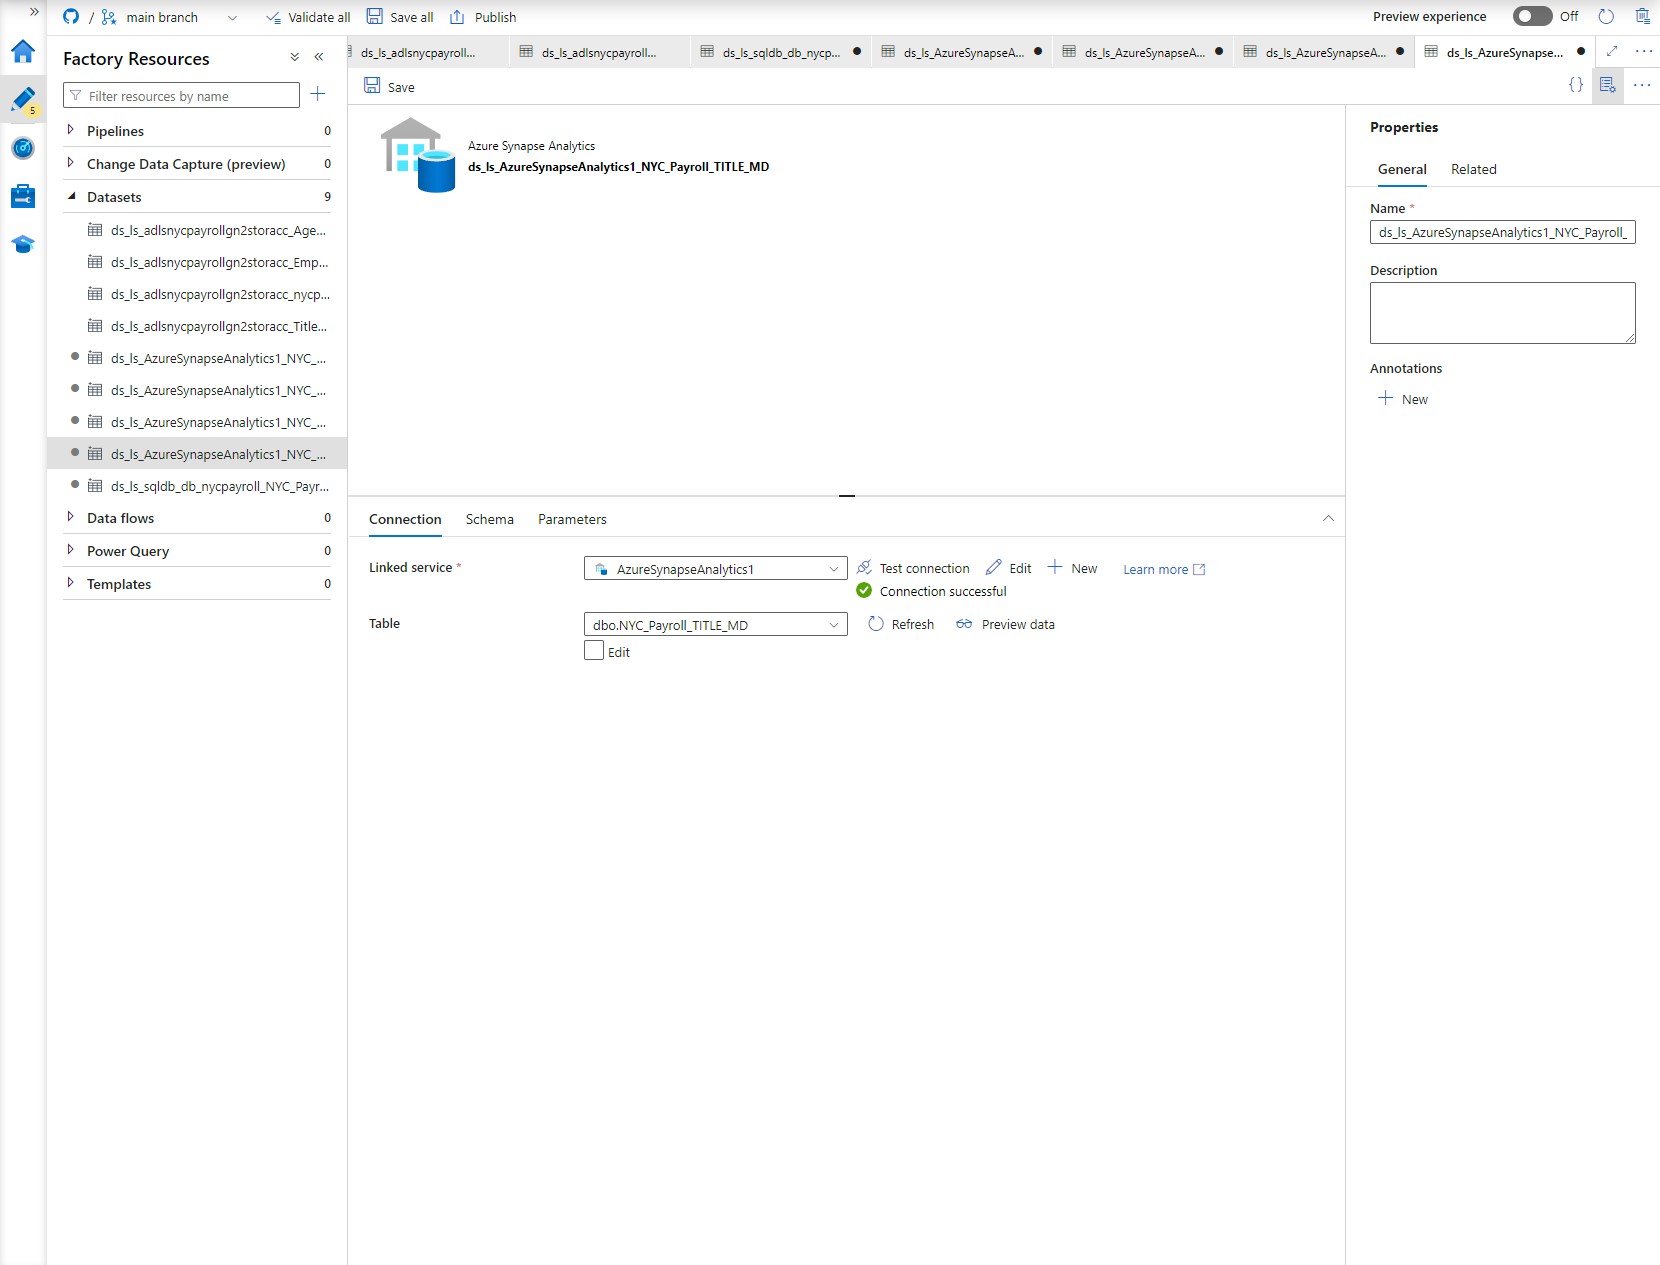 »
/ main branch Validate all Save all Publish Preview experience Off
5
Factory Resources
Filter resources by name
Pipelines 0
Change Data Capture (preview) 0
Datasets 9
ds_ls_adlsnycpayrollgn2storacc_Age...
ds_ls_adlsnycpayrollgn2storacc_Emp...
ds_ls_adlsnycpayrollgn2storacc_nycp...
ds_ls_adlsnycpayrollgn2storacc_Title...
ds_ls_AzureSynapseAnalytics1_NYC_...
ds_ls_AzureSynapseAnalytics1_NYC_...
ds_ls_AzureSynapseAnalytics1_NYC_...
ds_ls_AzureSynapseAnalytics1_NYC_...
ds_ls_sqldb_db_nycpayroll_NYC_Payr...
Data flows 0
Power Query 0
Templates 0
ds_ls_adlsnycpayroll... ds_ls_adlsnycpayroll... ds_ls_sqldb_db_nycp... ds_ls_AzureSynapseA... ds_ls_AzureSynapseA... ds_ls_AzureSynapseA... ds_ls_AzureSynapse...
Save {}
Azure Synapse Analytics
ds_ls_AzureSynapseAnalytics1_NYC_Payroll_TITLE_MD
Connection Schema Parameters
Linked service * AzureSynapseAnalytics1 Test connection Edit New Learn more
Connection successful
Table dbo.NYC_Payroll_TITLE_MD Refresh Preview data
Edit
Properties
General Related
Name *
ds_ls_AzureSynapseAnalytics1_NYC_Payroll_
Description
Annotations
New